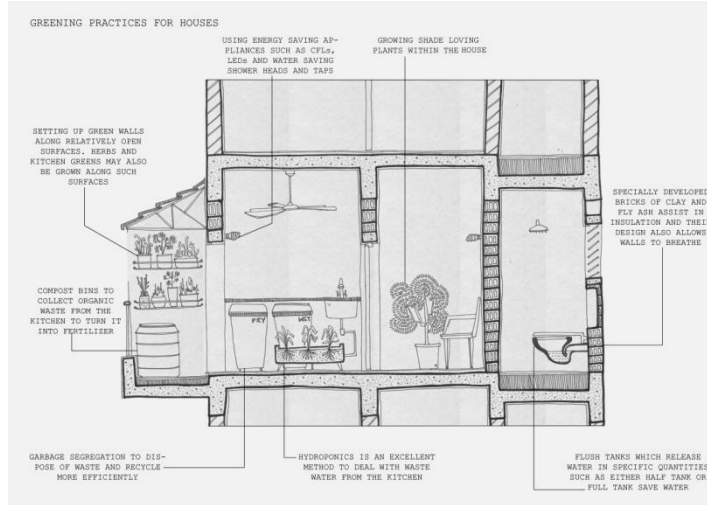 GREENING PRACTICES FOR HOUSES
USING ENERGY SAVING AP-
PLIANCES SUCH AS CFLs,
LEDs AND WATER SAVING
SHOWER HEADS AND TAPS
GROWING SHADE LOVING
PLANTS WITHIN THE HOUSE
SETTING UP GREEN WALLS
ALONG RELATIVELY OPEN
SURFACES. HERBS AND
KITCHEN GREENS MAY ALSO
BE GROWN ALONG SUCH
SURFACES
SPECIALLY DEVELOPED
BRICKS OF CLAY AND
FLY ASH ASSIST IN
INSULATION AND THEIR
DESIGN ALSO ALLOWS
WALLS TO BREATHE
COMPOST BINS TO
COLLECT ORGANIC
WASTE FROM THE
KITCHEN TO TURN IT
INTO FERTILIZER
DRY
WET
GARBAGE SEGREGATION TO DIS-
POSE OF WASTE AND RECYCLE
MORE EFFICIENTLY
HYDROPONICS IS AN EXCELLENT
METHOD TO DEAL WITH WASTE
WATER FROM THE KITCHEN
FLUSH TANKS WHICH RELEASE
WATER IN SPECIFIC QUANTITIES
SUCH AS EITHER HALF TANK OR
FULL TANK SAVE WATER